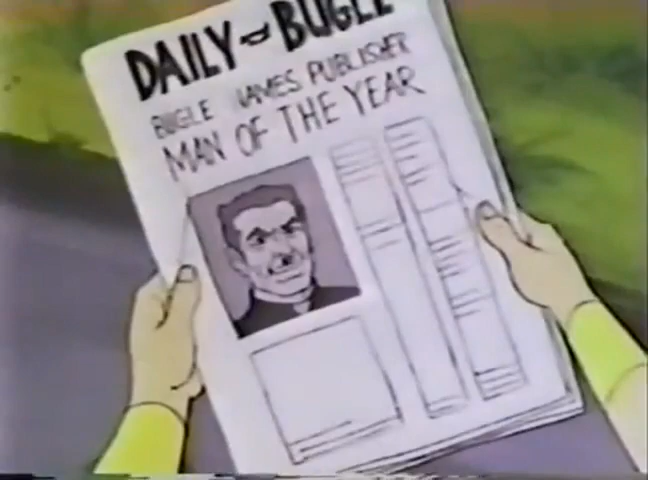 DAILY BUGLE
BUGLE NAMES PUBLISHER
MAN OF THE YEAR